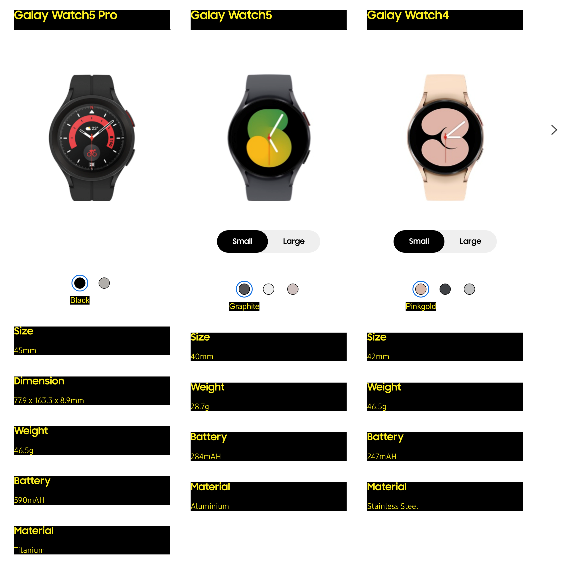 Galay Watch5 Pro
Galay Watch5
Galay Watch4
Small
Large
Small
Large
Black
Graphite
Pinkgold
Size
45mm
Dimension
77.9 x 163.3 x 8.9mm
Weight
46.5g
Battery
590mAH
Material
Titanium
Size
40mm
Weight
28.7g
Battery
284mAH
Material
Aluminium
Size
42mm
Weight
46.5g
Battery
247mAH
Material
Stainless Steel